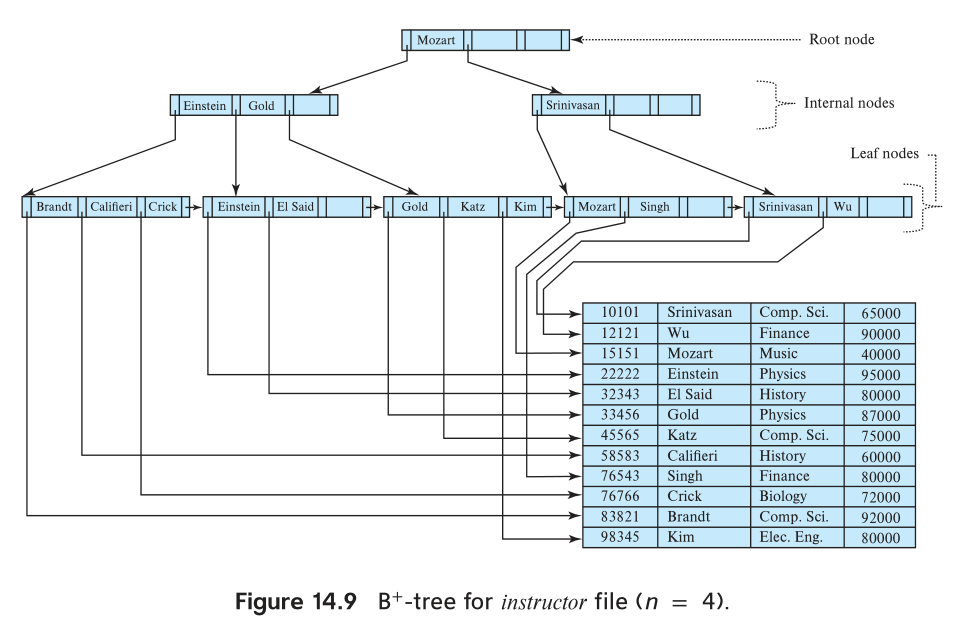 Mozart
Root node
Einstein Gold
Srinivasan
Internal nodes
Leaf nodes
Brandt Califieri Crick
Einstein El Said
Gold Katz Kim
Mozart Singh
Srinivasan Wu
10101 Srinivasan Comp. Sci. 65000
12121 Wu Finance 90000
15151 Mozart Music 40000
22222 Einstein Physics 95000
32343 El Said History 80000
33456 Gold Physics 87000
45565 Katz Comp. Sci. 75000
58583 Califieri History 60000
76543 Singh Finance 80000
76766 Crick Biology 72000
83821 Brandt Comp. Sci. 92000
98345 Kim Elec. Eng. 80000
Figure 14.9 B⁺-tree for instructor file (n = 4).